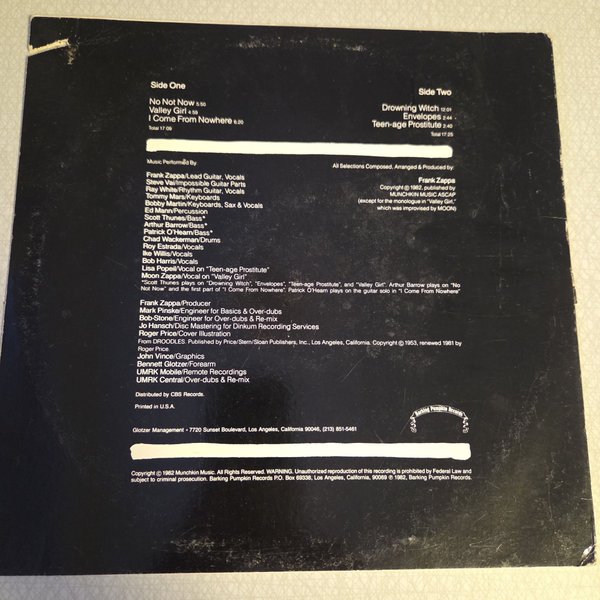 Side One
No Not Now 5:50
Valley Girl 4:59
I Come From Nowhere 6:20
Total 17:09
Side Two
Drowning Witch 12:01
Envelopes 2:44
Teen-age Prostitute 2:40
Total 17:25
Music Performed By:
Frank Zappa/Lead Guitar, Vocals
Steve Vai/Impossible Guitar Parts
Ray White/Rhythm Guitar, Vocals
Tommy Mars/Keyboards
Bobby Martin/Keyboards, Sax & Vocals
Ed Mann/Percussion
Scott Thunes/Bass*
Arthur Barrow/Bass*
Patrick O'Hearn/Bass*
Chad Wackerman/Drums
Roy Estrada/Vocals
Ike Willis/Vocals
Bob Harris/Vocals
Lisa Popeil/Vocal on "Teen-age Prostitute"
Moon Zappa/Vocal on "Valley Girl"
*Scott Thunes plays on "Drowning Witch", "Envelopes", "Teen-age Prostitute", and "Valley Girl". Arthur Barrow plays on "No
Not Now" and the first part of "I Come From Nowhere". Patrick O'Hearn plays on the guitar solo in "I Come From Nowhere"
All Selections Composed, Arranged & Produced by:
Frank Zappa
Copyright © 1982, published by
MUNCHKIN MUSIC ASCAP
(except for the monologue in "Valley Girl,"
which was improvised by MOON)
Frank Zappa/Producer
Mark Pinske/Engineer for Basics & Over-dubs
Bob-Stone/Engineer for Over-dubs & Re-mix
Jo Hansch/Disc Mastering for Dinkum Recording Services
Roger Price/Cover Illustration
From DROODLES. Published by Price/Stern/Sloan Publishers, Inc., Los Angeles, California. Copyright © 1953, renewed 1981 by
Roger Price
John Vince/Graphics
Bennett Glotzer/Forearm
UMRK Mobile/Remote Recordings
UMRK Central/Over-dubs & Re-mix
Distributed by CBS Records.
Printed in U.S.A.
Glotzer Management • 7720 Sunset Boulevard, Los Angeles, California 90046, (213) 851-5461
Barking Pumpkin Records
Copyright © 1982 Munchkin Music. All Rights Reserved. WARNING. Unauthorized reproduction of this recording is prohibited by Federal Law and
subject to criminal prosecution. Barking Pumpkin Records P.O. Box 69338, Los Angeles, California, 90069 ℗ 1982, Barking Pumpkin Records.